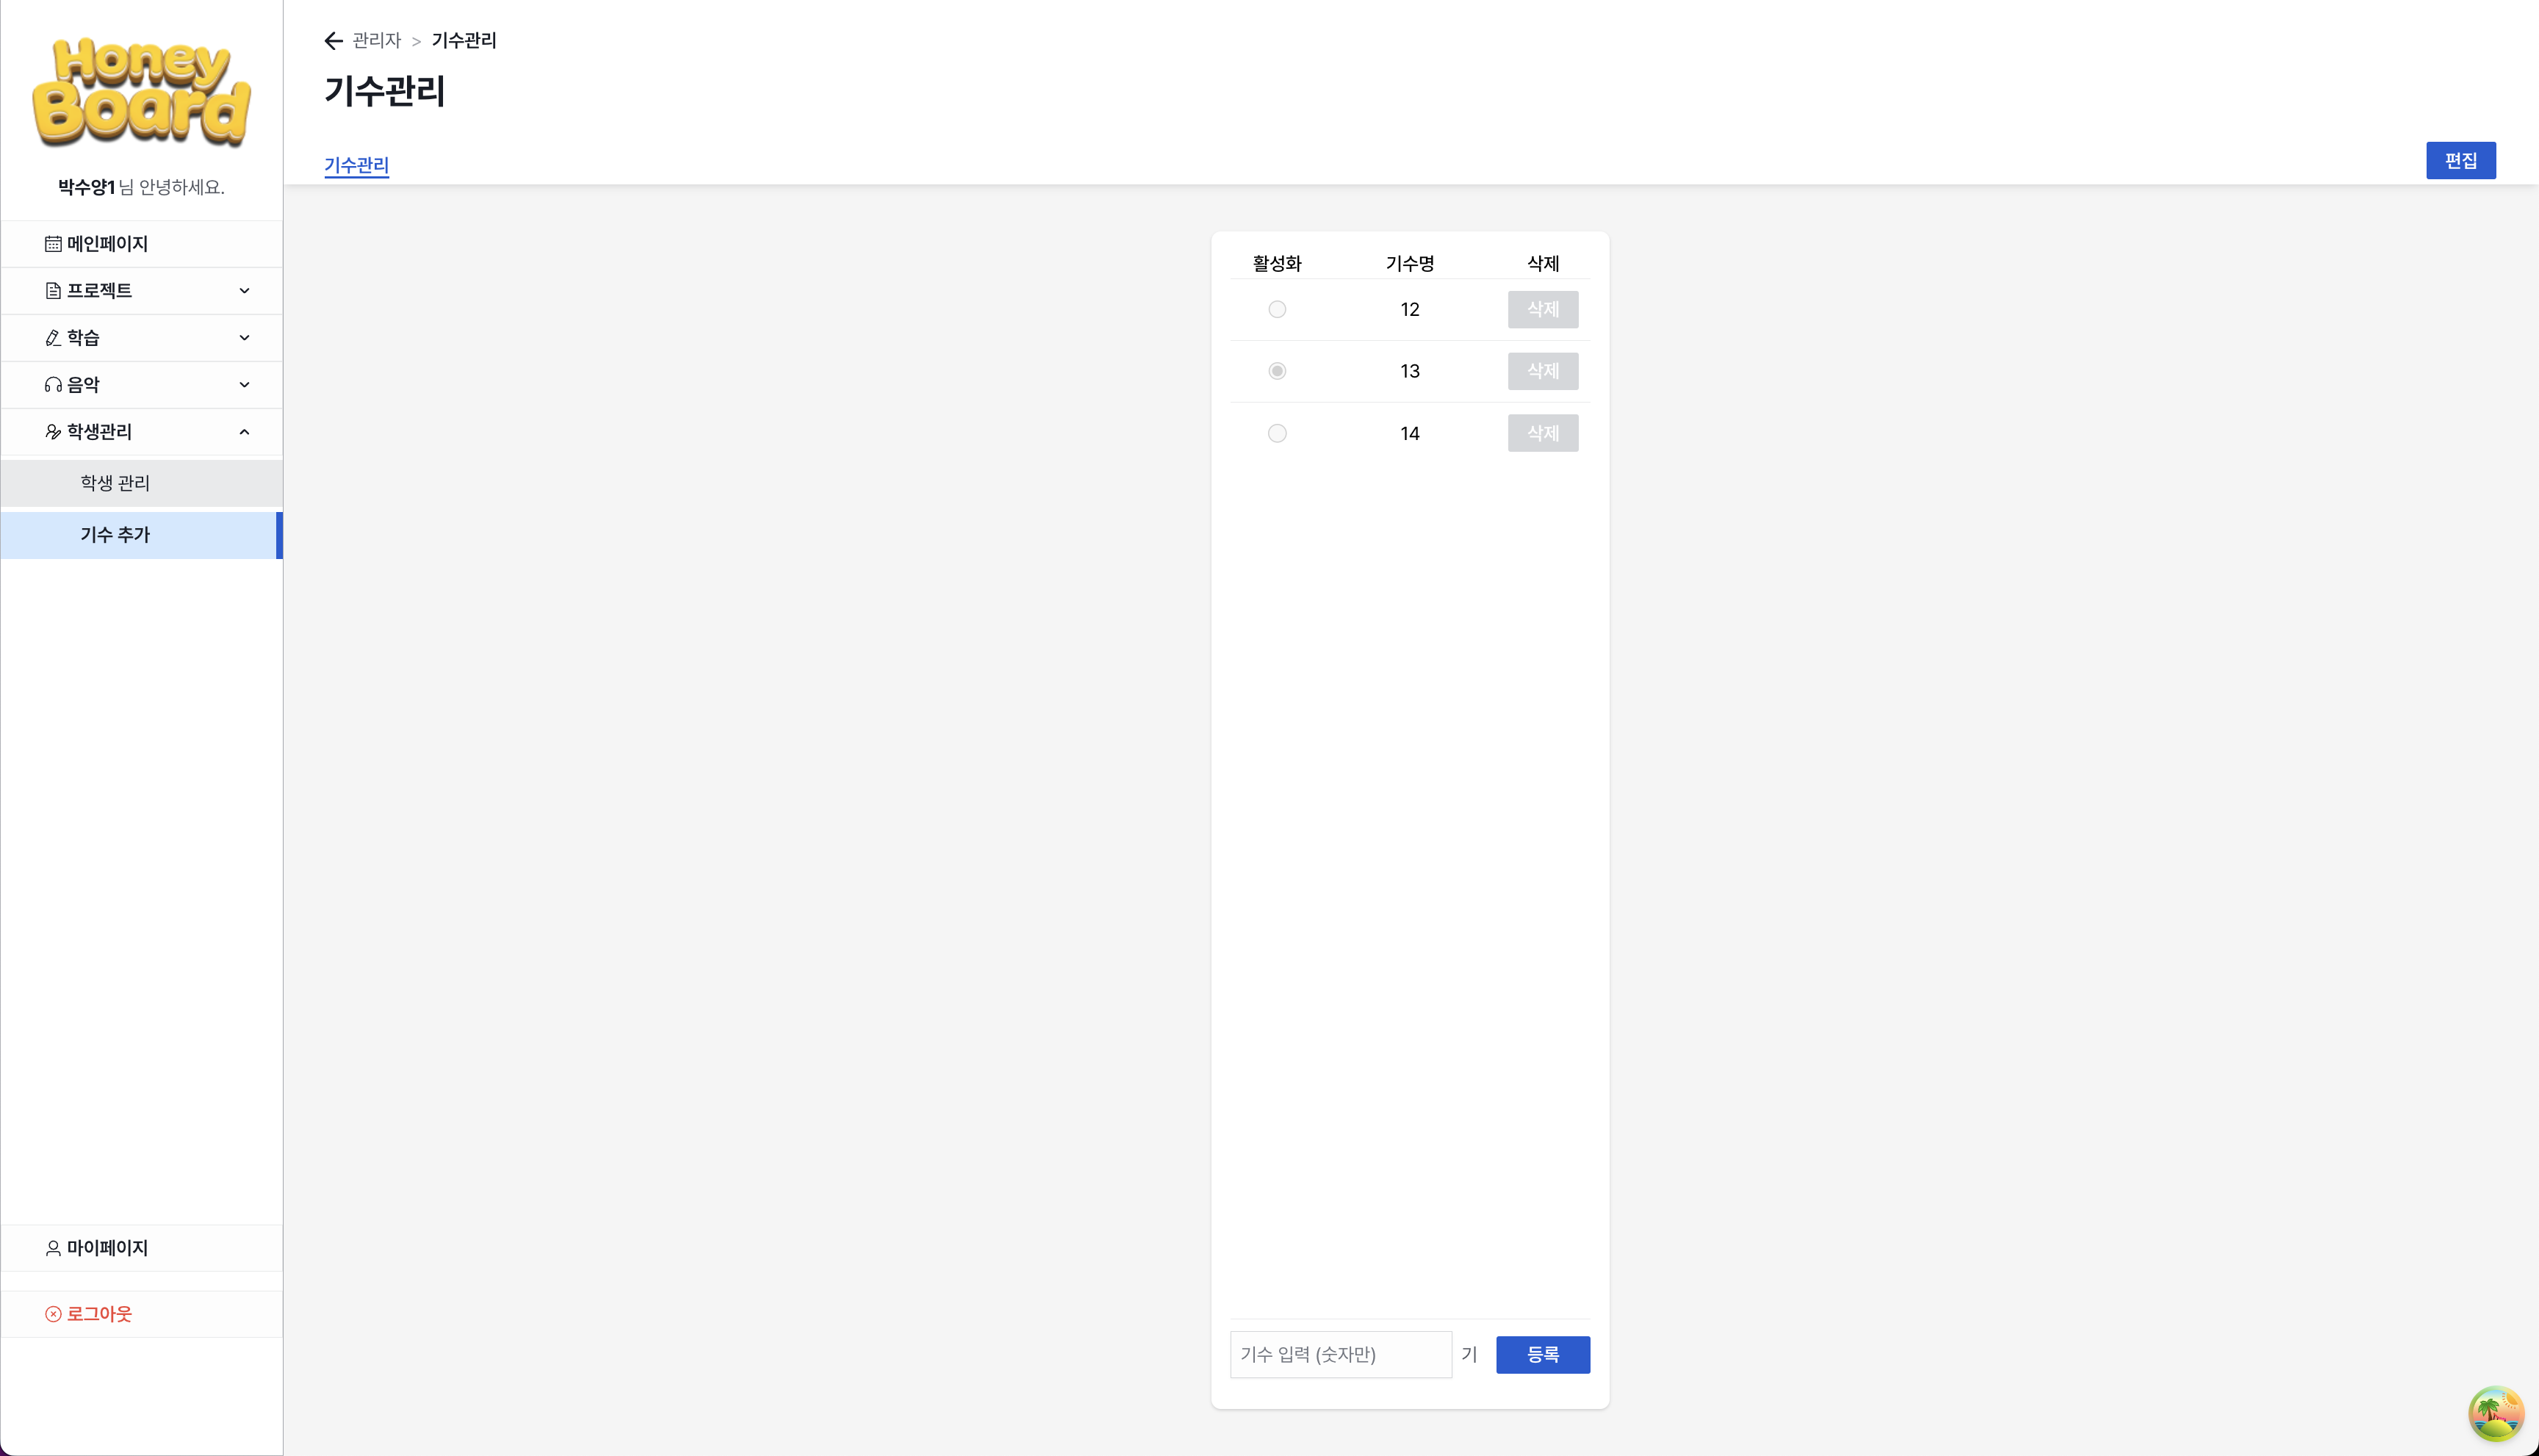 Honey
Board
박수양1님 안녕하세요.
메인페이지
프로젝트
학습
음악
학생관리
학생 관리
기수 추가
마이페이지
로그아웃
관리자 > 기수관리
기수관리
기수관리
편집
활성화 기수명 삭제
12 삭제
13 삭제
14 삭제
기수 입력 (숫자만) 기 등록